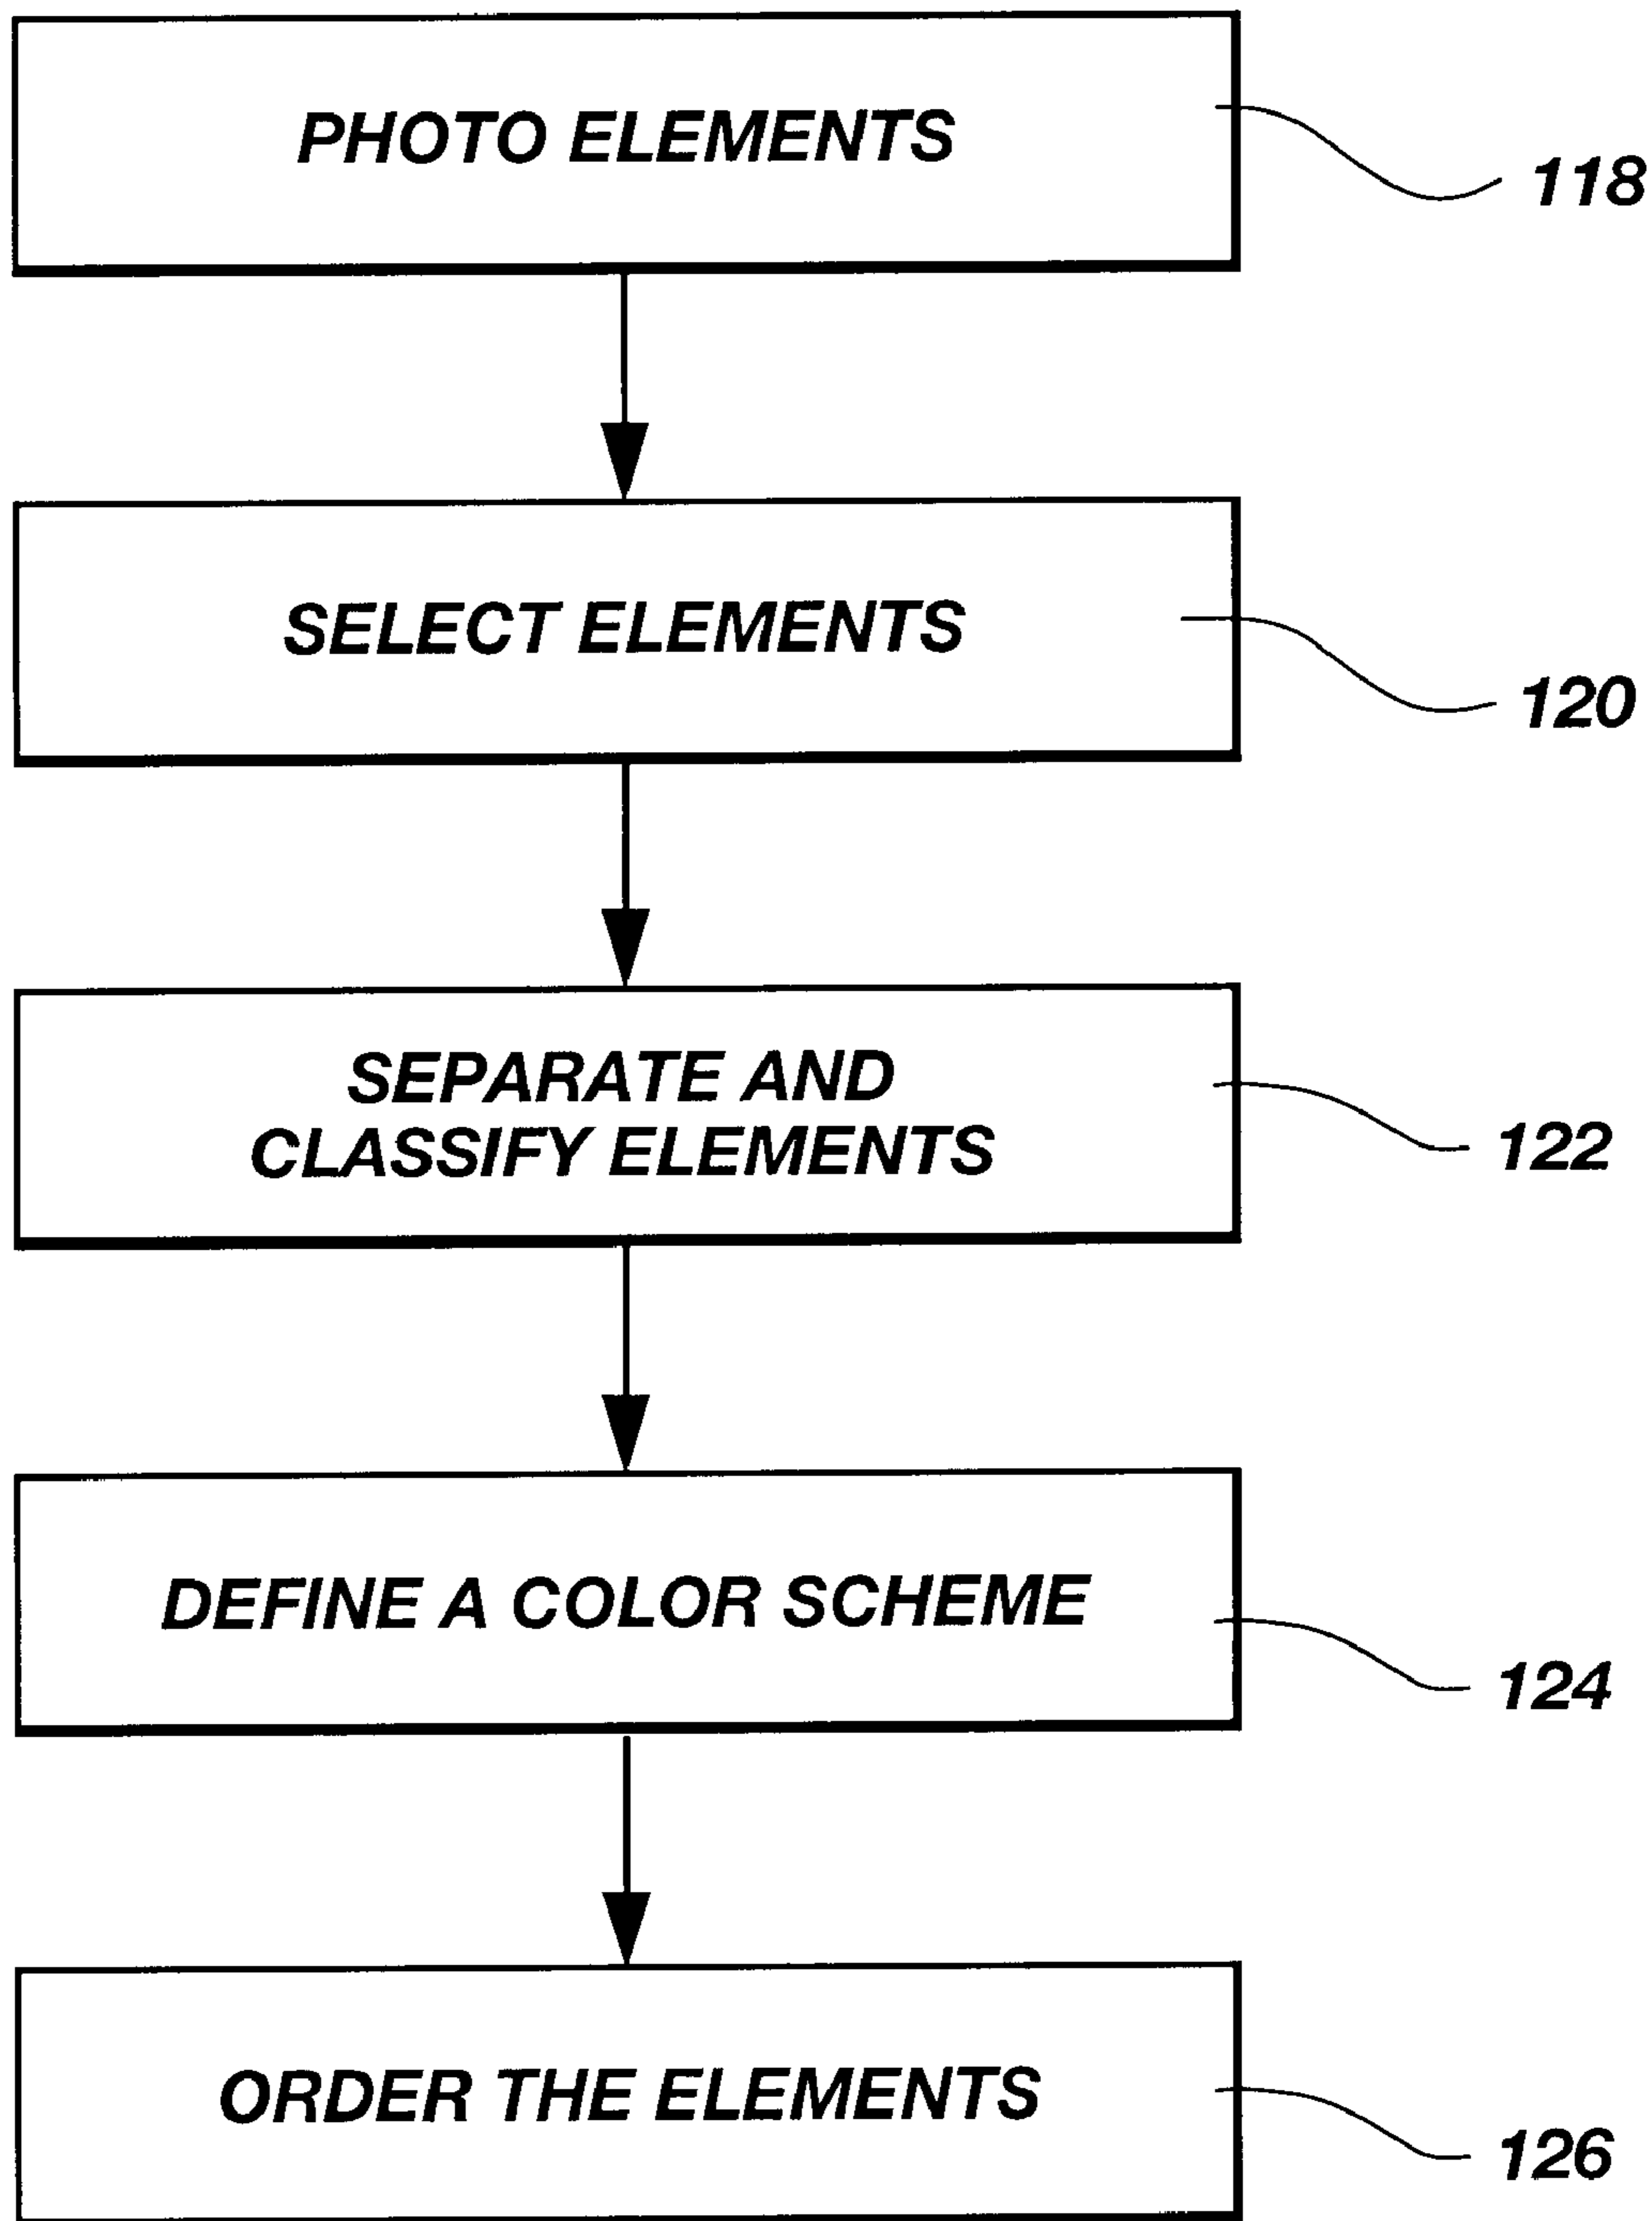 PHOTO ELEMENTS
118
SELECT ELEMENTS
120
SEPARATE AND
CLASSIFY ELEMENTS
122
DEFINE A COLOR SCHEME
124
ORDER THE ELEMENTS
126